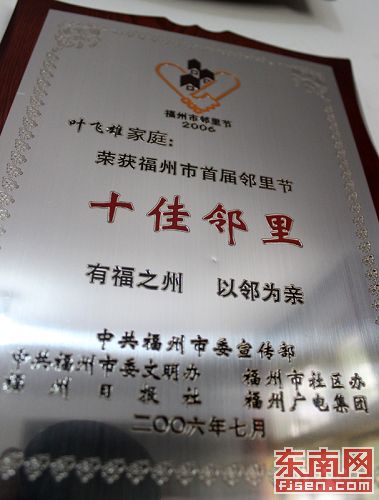 福州市邻里节
2006
叶飞雄家庭:
荣获福州市首届邻里节
十佳邻里
有福之州 以邻为亲
中共福州市委宣传部
中共福州市委文明办 福州市社区办
福州日报社 福州广电集团
二〇〇六年七月
东南网
fjsen.com